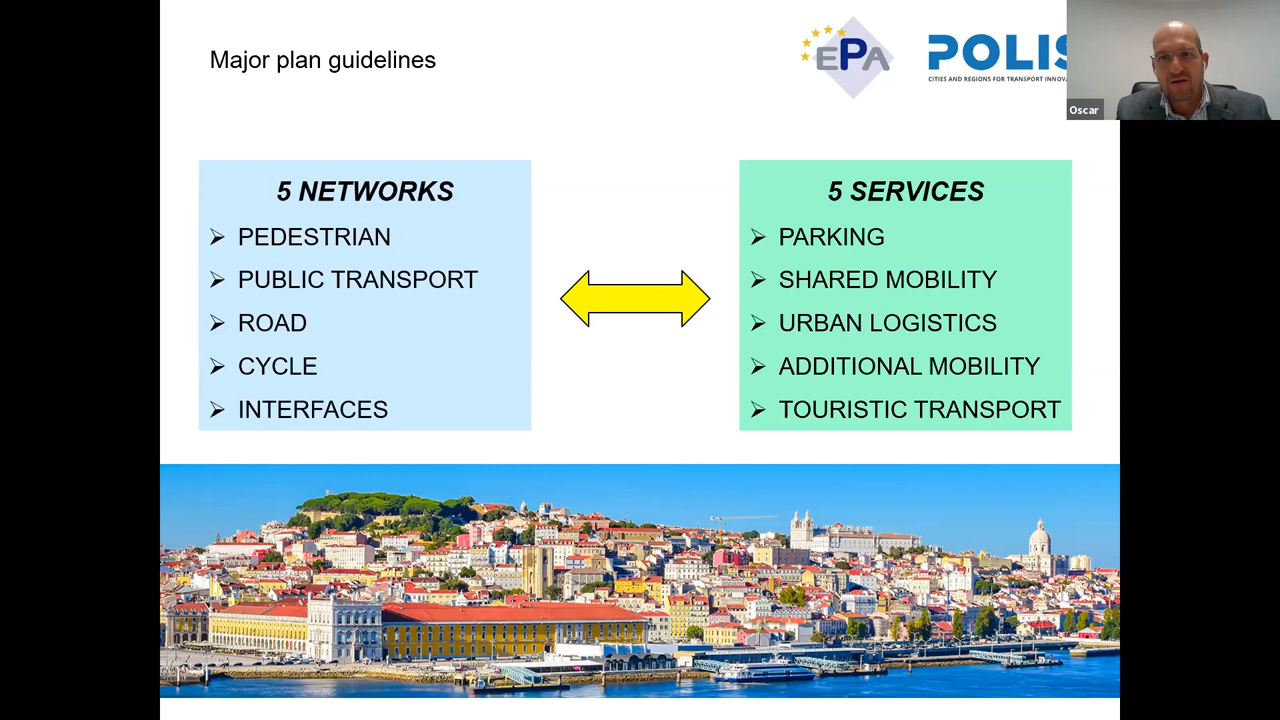 Major plan guidelines
EPA
POLIS
CITIES AND REGIONS FOR TRANSPORT
Oscar
5 NETWORKS
PEDESTRIAN
PUBLIC TRANSPORT
ROAD
CYCLE
INTERFACES
5 SERVICES
PARKING
SHARED MOBILITY
URBAN LOGISTICS
ADDITIONAL MOBILITY
TOURISTIC TRANSPORT